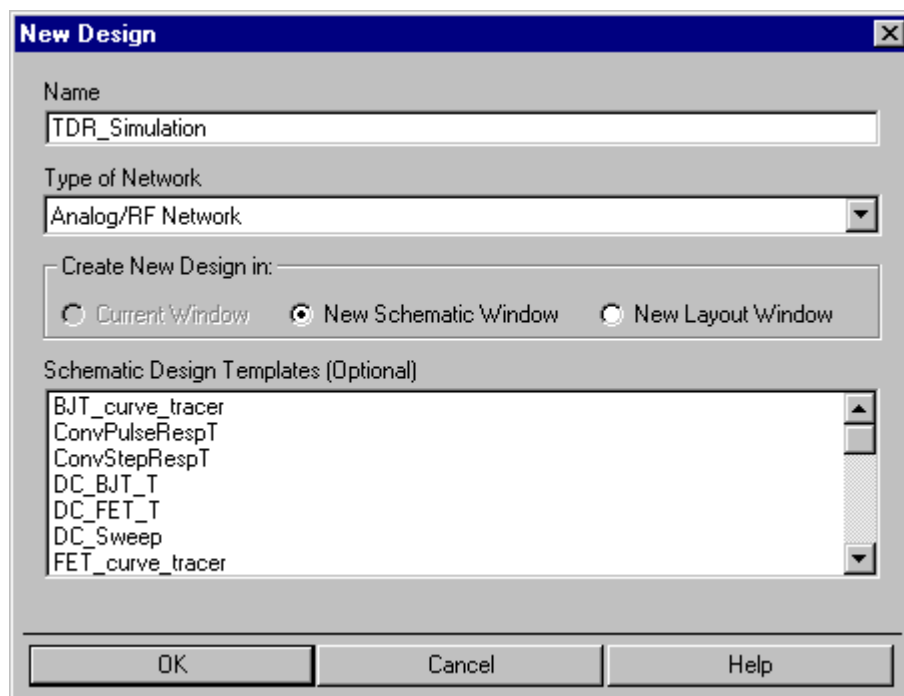 New Design
Name
TDR_Simulation
Type of Network
Analog/RF Network
Create New Design in:
Current Window New Schematic Window New Layout Window
Schematic Design Templates (Optional)
BJT_curve_tracer
ConvPulseRespT
ConvStepRespT
DC_BJT_T
DC_FET_T
DC_Sweep
FET_curve_tracer
OK Cancel Help